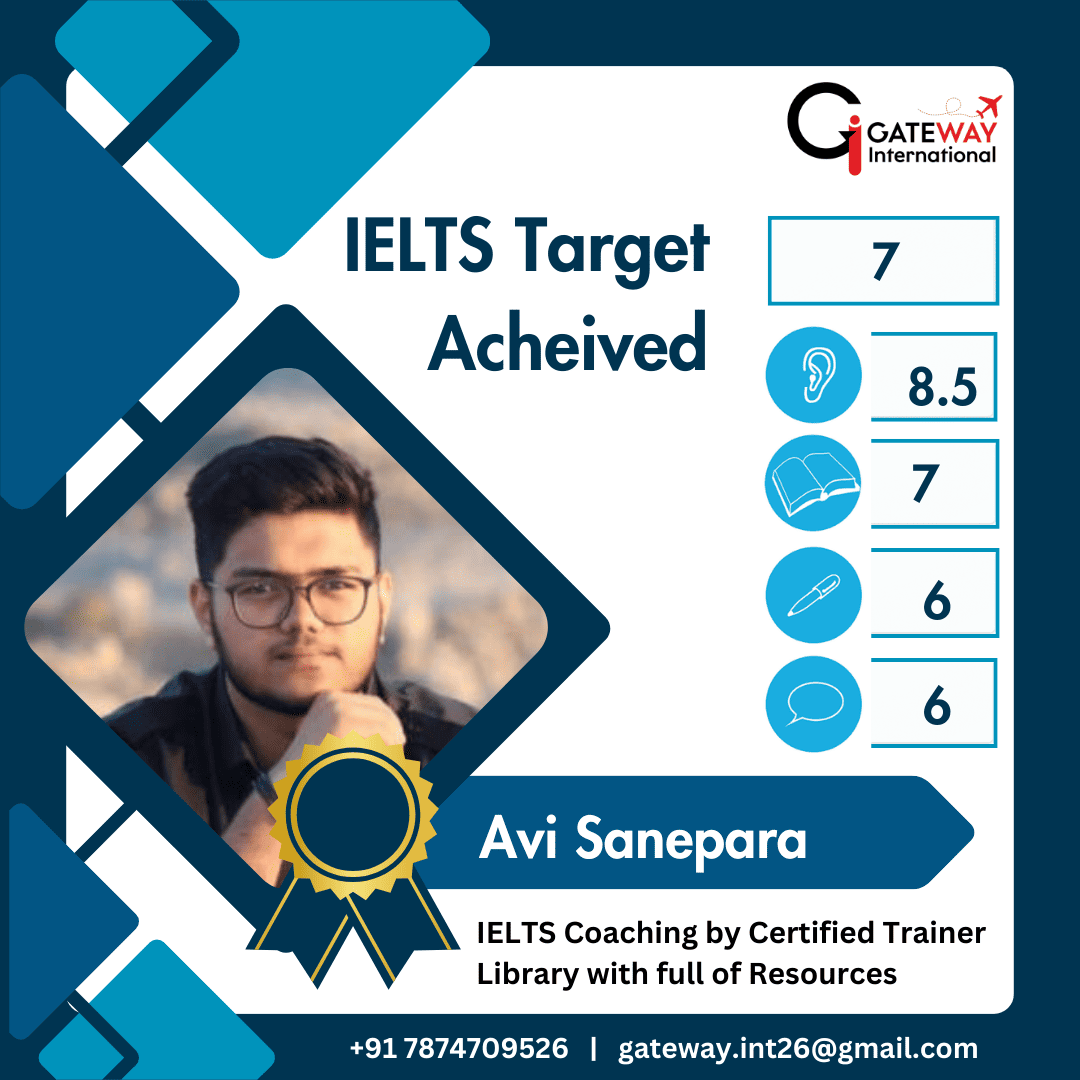 GATEWAY
International
IELTS Target
Acheived
7
8.5
7
6
6
Avi Sanepara
IELTS Coaching by Certified Trainer
Library with full of Resources
+91 7874709526 | gateway.int26@gmail.com